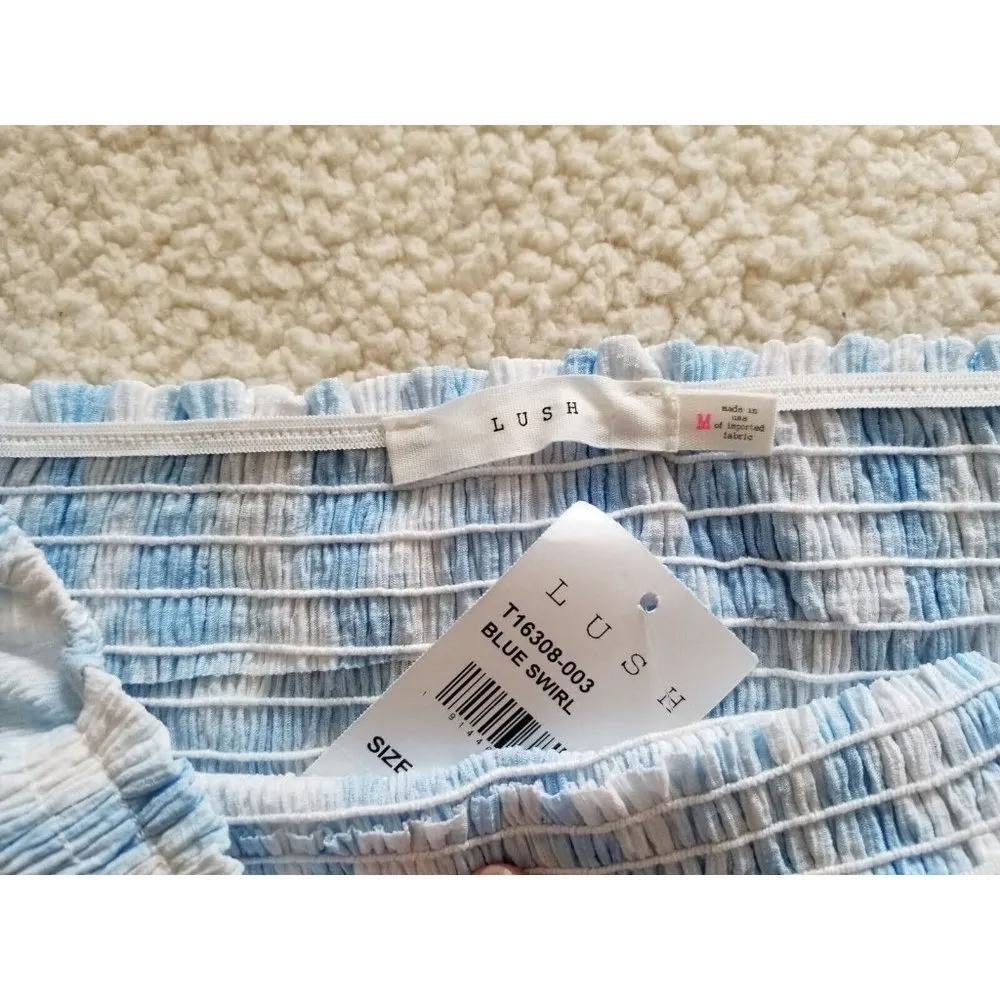 LUSH
M
made in
usa
of imported
fabric
LUSH
T16308-003
BLUE SWIRL
SIZE